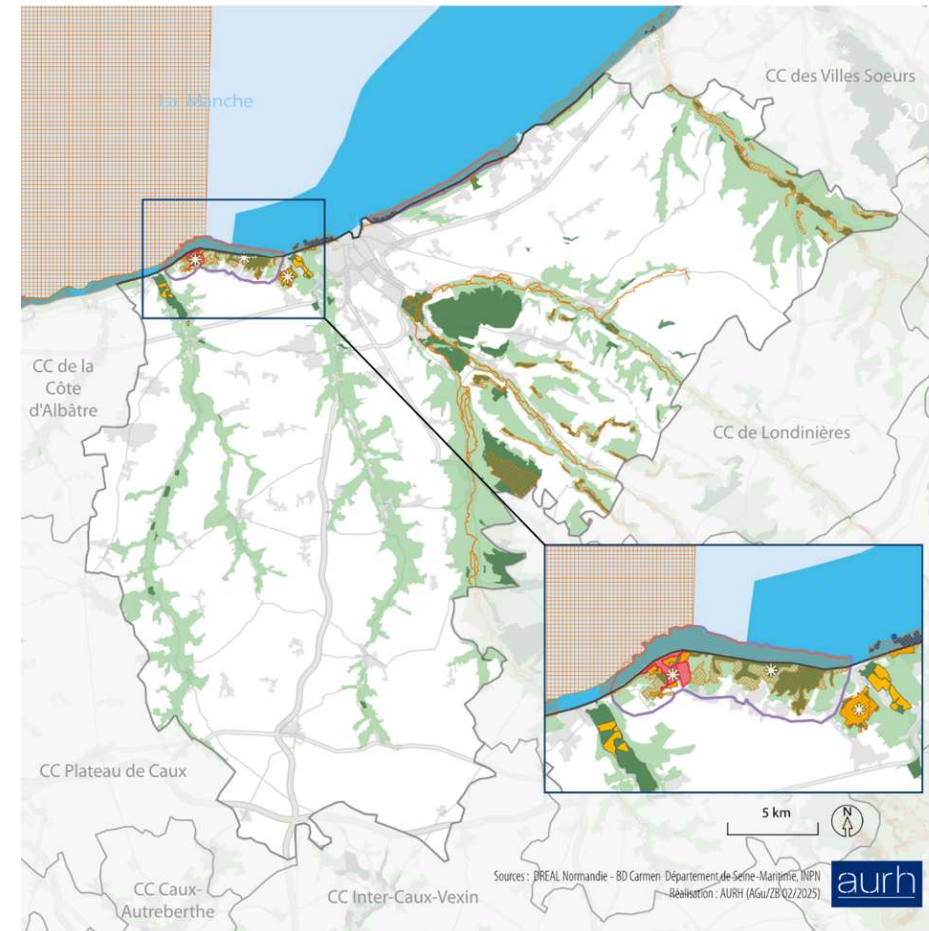 CC des Villes Soeurs
20
La Manche
CC de la
Côte
d'Albâtre
CC de Londinières
CC Plateau de Caux
5 km
N
CC Caux-
Autreberthe
CC Inter-Caux-Vexin
Sources : DREAL Normandie - BD Carmen Département de Seine-Maritime, INPN
Réalisation : AURH (AGu/ZB 02/2025)
aurh